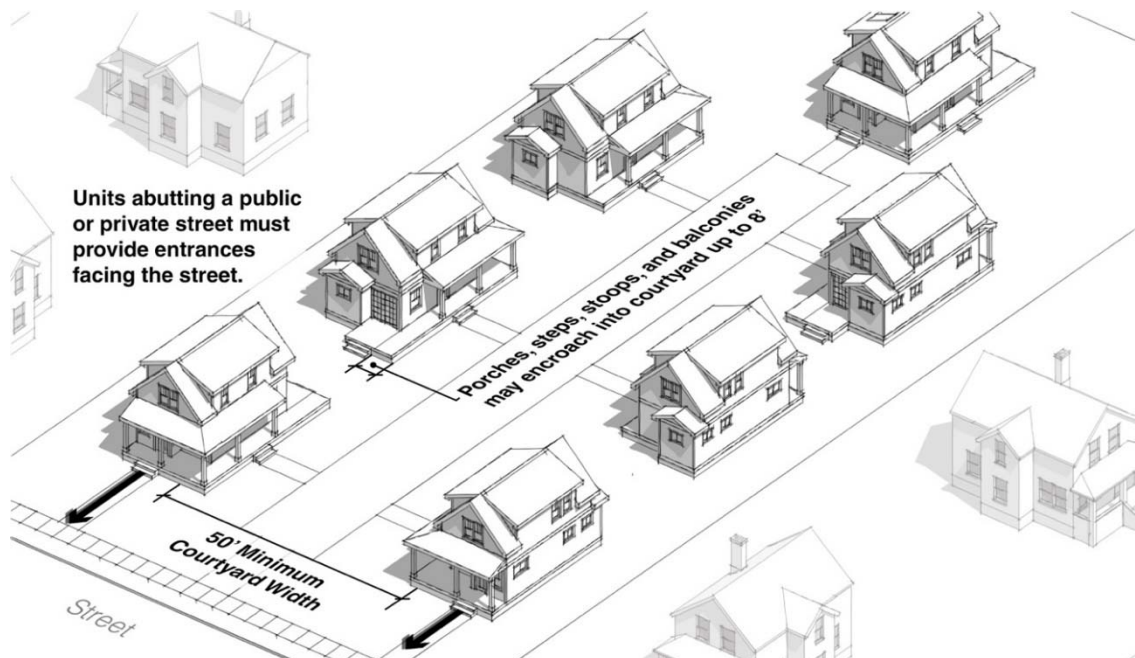 Units abutting a public
or private street must
provide entrances
facing the street.
Porches, steps, stoops, and balconies
may encroach into courtyard up to 8’
50’ Minimum
Courtyard Width
Street